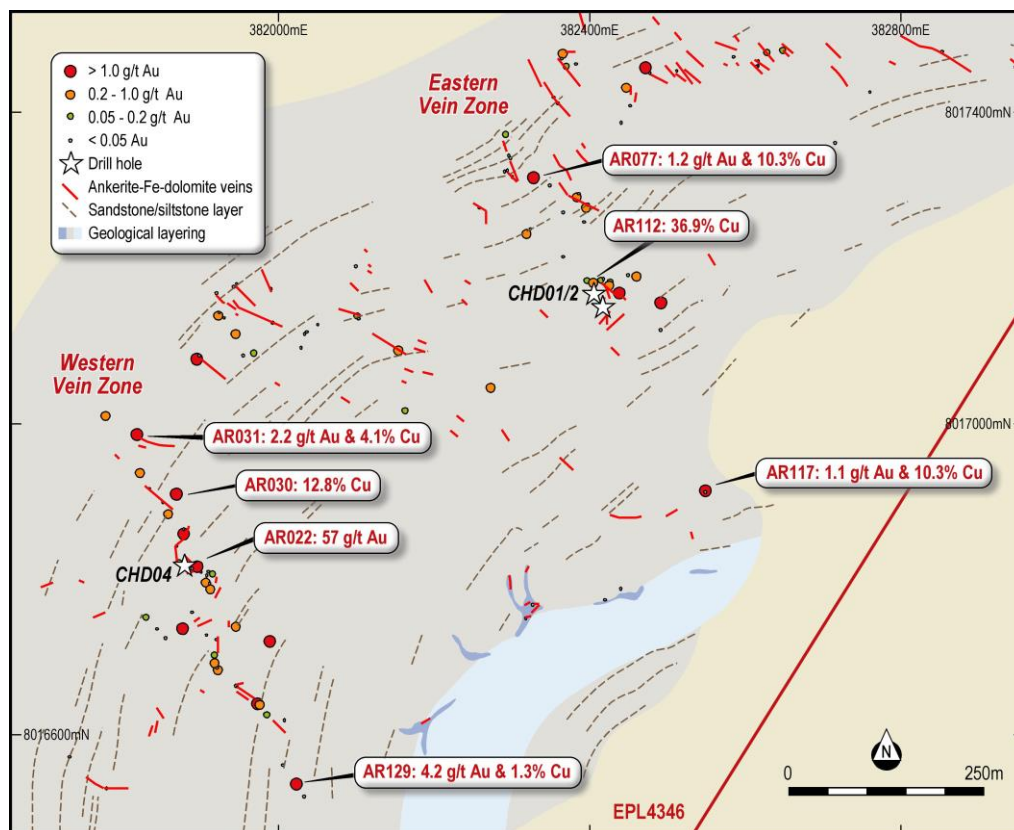 382000mE
382400mE
382800mE
> 1.0 g/t Au
0.2 - 1.0 g/t Au
0.05 - 0.2 g/t Au
< 0.05 Au
Drill hole
Ankerite-Fe-dolomite veins
Sandstone/siltstone layer
Geological layering
Eastern
Vein Zone
8017400mN
AR077: 1.2 g/t Au & 10.3% Cu
AR112: 36.9% Cu
CHD01/2
Western
Vein Zone
8017000mN
AR031: 2.2 g/t Au & 4.1% Cu
AR117: 1.1 g/t Au & 10.3% Cu
AR030: 12.8% Cu
AR022: 57 g/t Au
CHD04
8016600mN
AR129: 4.2 g/t Au & 1.3% Cu
N
0
250m
EPL4346